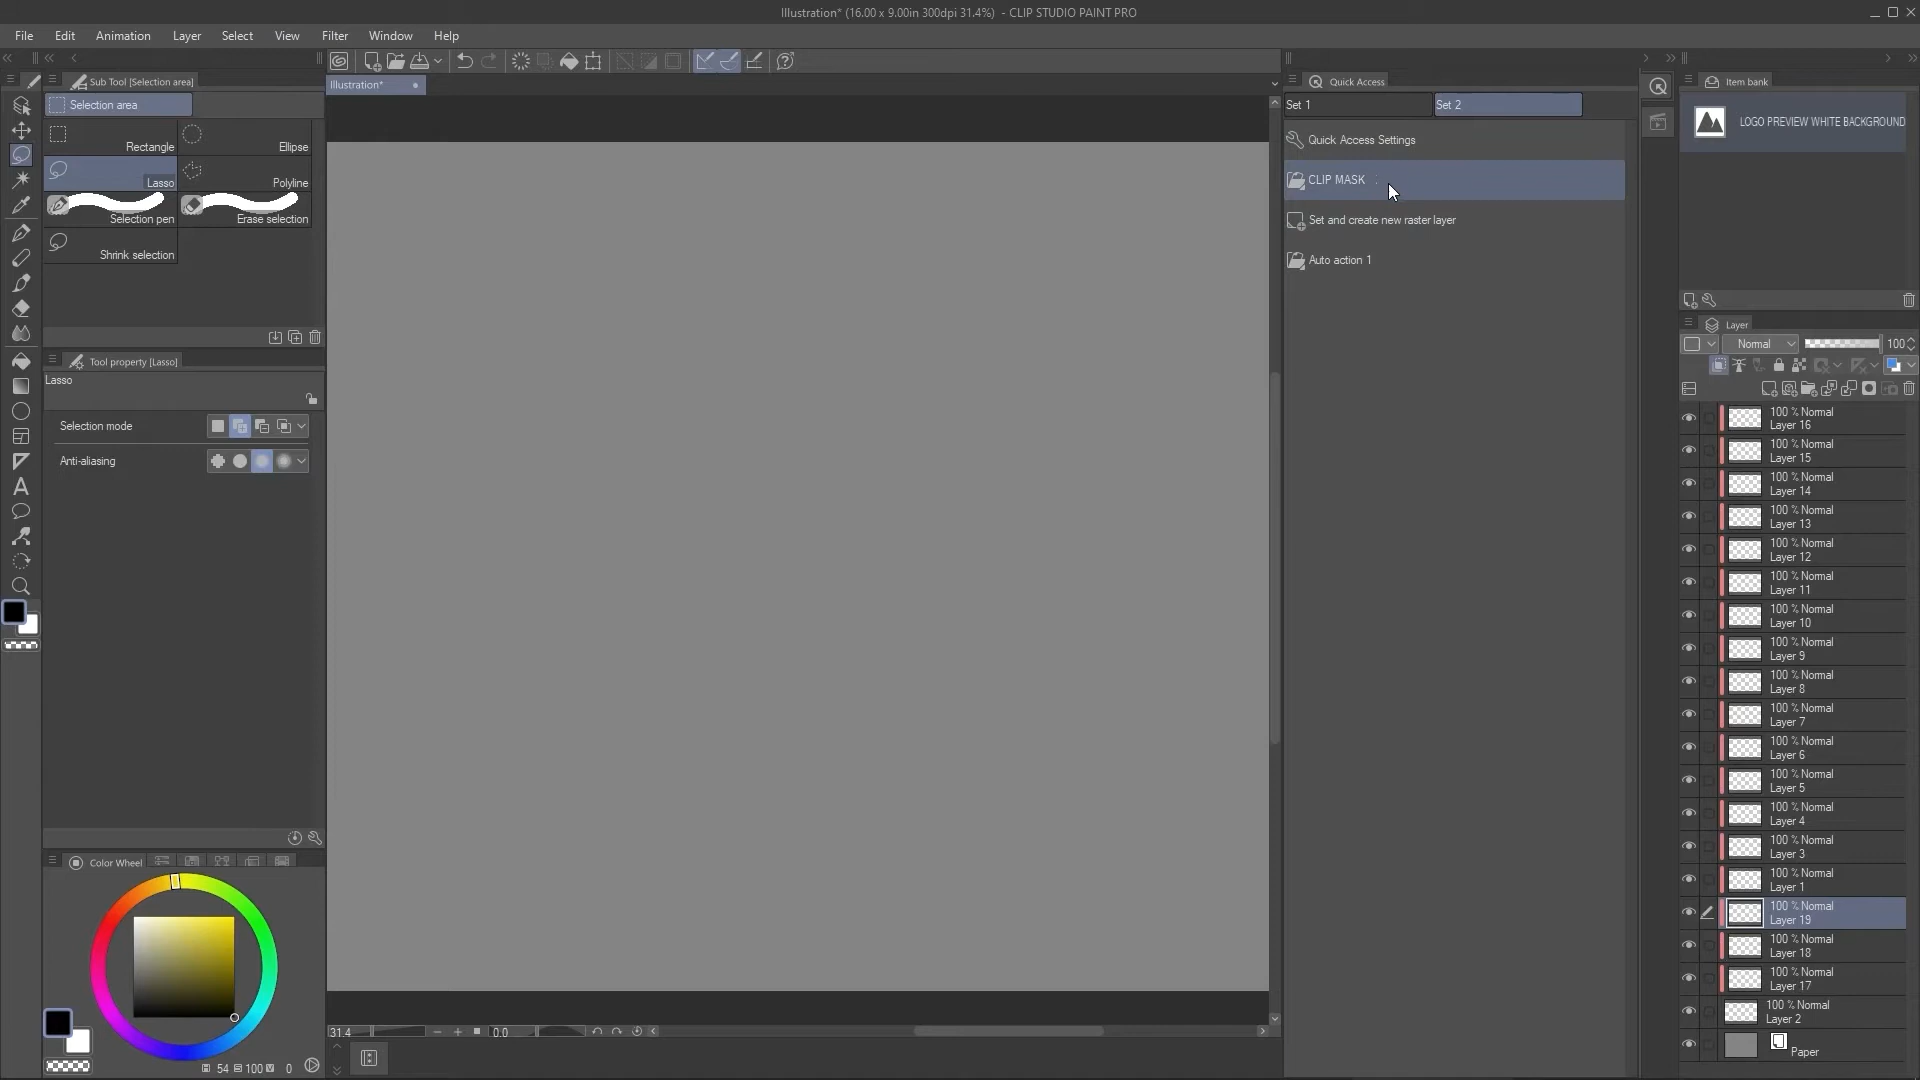 Illustration* (16.00 x 9.00in 300dpi 31.4%) - CLIP STUDIO PAINT PRO
File Edit Animation Layer Select View Filter Window Help
Sub Tool [Selection area]
Selection area
Rectangle
Ellipse
Lasso
Polyline
Selection pen
Erase selection
Shrink selection
Tool property [Lasso]
Lasso
Selection mode
Anti-aliasing
Color Wheel
54 100 0
Illustration*
31.4
0.0
Quick Access
Set 1
Set 2
Quick Access Settings
CLIP MASK
Set and create new raster layer
Auto action 1
Item bank
LOGO PREVIEW WHITE BACKGROUND
Layer
Normal
100
100 % Normal
Layer 16
100 % Normal
Layer 15
100 % Normal
Layer 14
100 % Normal
Layer 13
100 % Normal
Layer 12
100 % Normal
Layer 11
100 % Normal
Layer 10
100 % Normal
Layer 9
100 % Normal
Layer 8
100 % Normal
Layer 7
100 % Normal
Layer 6
100 % Normal
Layer 5
100 % Normal
Layer 4
100 % Normal
Layer 3
100 % Normal
Layer 1
100 % Normal
Layer 19
100 % Normal
Layer 18
100 % Normal
Layer 17
100 % Normal
Layer 2
Paper